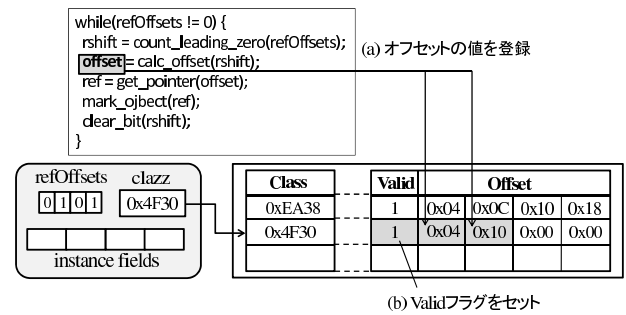 while(refOffsets != 0) {
rshift = count_leading_zero(refOffsets);
offset = calc_offset(rshift);
ref = get_pointer(offset);
mark_ojbect(ref);
clear_bit(rshift);
}
(a) オフセットの値を登録
refOffsets
0 1 0 1
clazz
0x4F30
instance fields
Class Valid Offset
0xEA38 1 0x04 0x0C 0x10 0x18
0x4F30 1 0x04 0x10 0x00 0x00
(b) Validフラグをセット